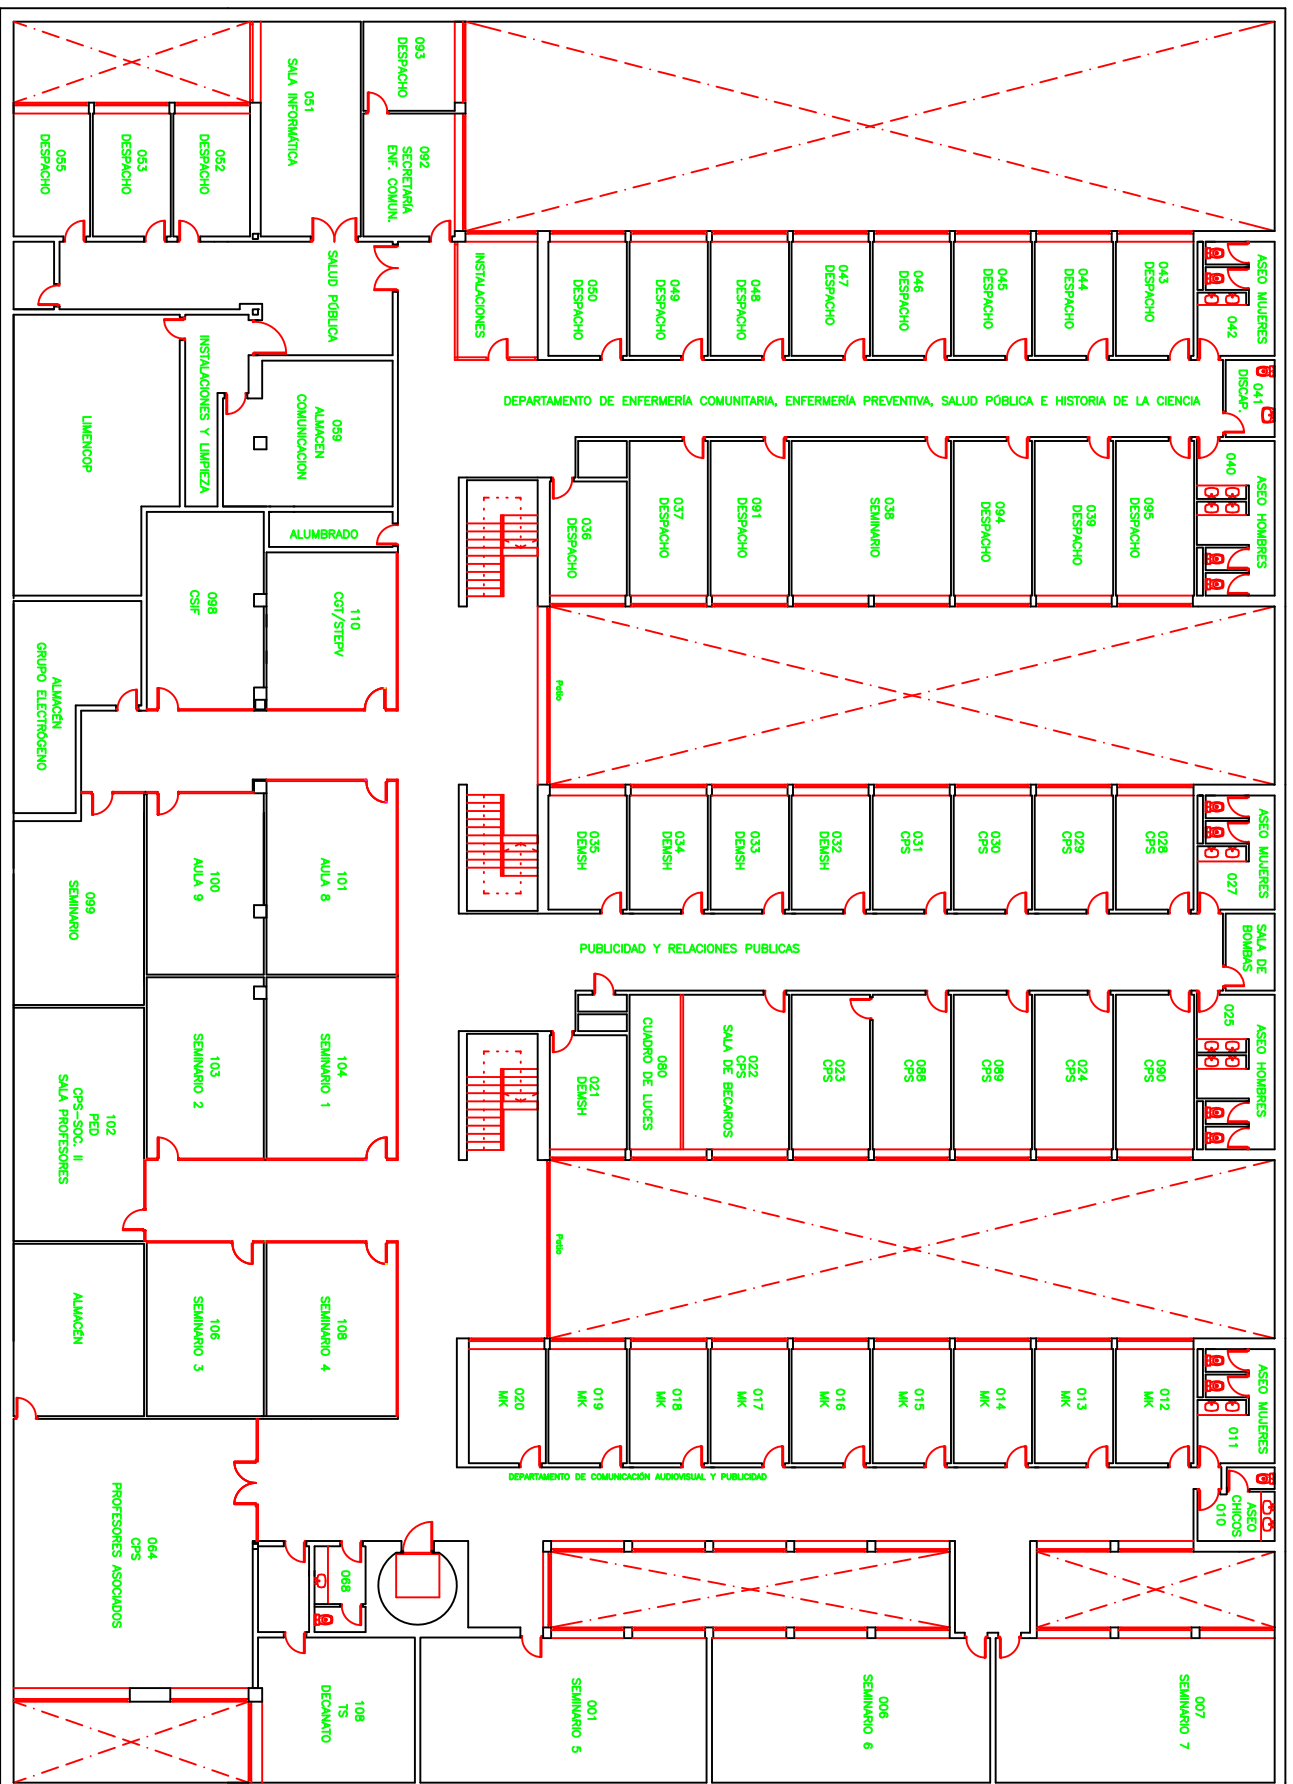 093
DESPACHO
051
SALA INFORMÁTICA
092
SECRETARÍA
ENF. COMUN.
052
DESPACHO
053
DESPACHO
055
DESPACHO
SALUD PÚBLICA
INSTALACIONES
050
DESPACHO
049
DESPACHO
048
DESPACHO
047
DESPACHO
046
DESPACHO
045
DESPACHO
044
DESPACHO
043
DESPACHO
ASEO MUJERES
042
041
DISCAP.
DEPARTAMENTO DE ENFERMERÍA COMUNITARIA, ENFERMERÍA PREVENTIVA, SALUD PÚBLICA E HISTORIA DE LA CIENCIA
INSTALACIONES Y LIMPIEZA
LIMENCOP
059
ALMACEN
COMUNICACION
ALUMBRADO
036
DESPACHO
037
DESPACHO
091
DESPACHO
038
SEMINARIO
094
DESPACHO
039
DESPACHO
095
DESPACHO
040
ASEO HOMBRES
098
CSIF
110
CGT/STEPV
ALMACÉN
GRUPO ELECTRÓGENO
Patio
035
DEMSH
034
DEMSH
033
DEMSH
032
DEMSH
031
CPS
030
CPS
029
CPS
028
CPS
ASEO MUJERES
027
099
SEMINARIO
100
AULA 9
101
AULA 8
PUBLICIDAD Y RELACIONES PUBLICAS
SALA DE
BOMBAS
102
PED
CPS-SOC. II
SALA PROFESORES
103
SEMINARIO 2
104
SEMINARIO 1
021
DEMSH
080
CUADRO DE LUCES
022
CPS
SALA DE BECARIOS
023
CPS
088
CPS
089
CPS
024
CPS
090
CPS
025
ASEO HOMBRES
Patio
ALMACÉN
106
SEMINARIO 3
108
SEMINARIO 4
020
MK
019
MK
018
MK
017
MK
016
MK
015
MK
014
MK
013
MK
012
MK
ASEO MUJERES
011
DEPARTAMENTO DE COMUNICACIÓN AUDIOVISUAL Y PUBLICIDAD
ASEO
CHICOS
010
064
CPS
PROFESORES ASOCIADOS
068
108
TS
DECANATO
001
SEMINARIO 5
006
SEMINARIO 6
007
SEMINARIO 7